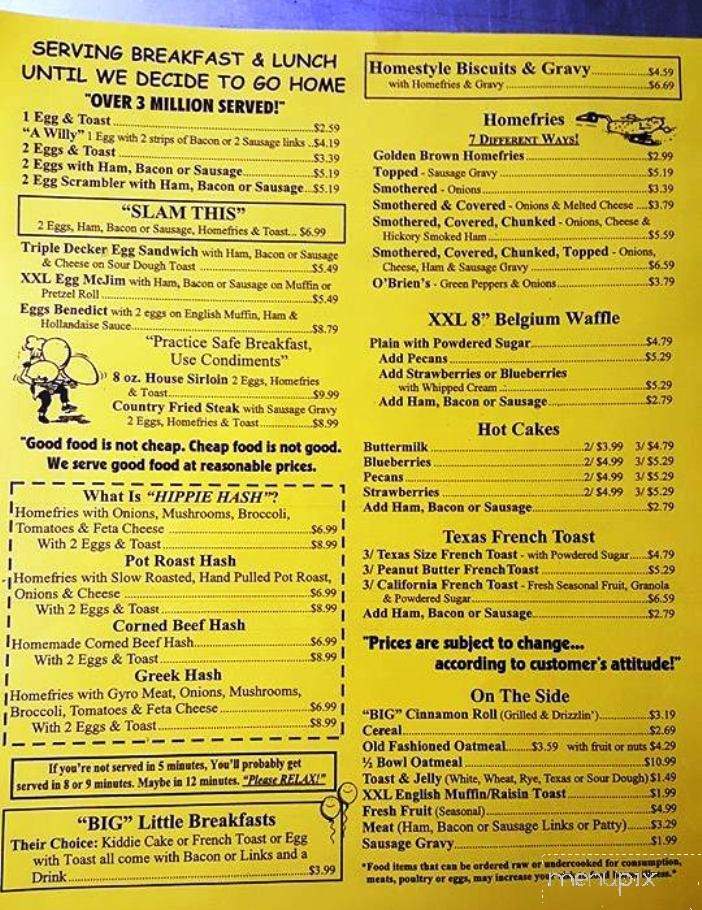 SERVING BREAKFAST & LUNCH
UNTIL WE DECIDE TO GO HOME
"OVER 3 MILLION SERVED!"
1 Egg & Toast $2.59
"A Willy" 1 Egg with 2 strips of Bacon or 2 Sausage links .. $4.19
2 Eggs & Toast $3.39
2 Eggs with Ham, Bacon or Sausage $5.19
2 Egg Scrambler with Ham, Bacon or Sausage... $5.19
"SLAM THIS"
2 Eggs, Ham, Bacon or Sausage, Homefries & Toast... $6.99
Triple Decker Egg Sandwich with Ham, Bacon or Sausage
& Cheese on Sour Dough Toast $5.49
XXL Egg McJim with Ham, Bacon or Sausage on Muffin or
Pretzel Roll $5.49
Eggs Benedict with 2 eggs on English Muffin, Ham &
Hollandaise Sauce $8.79
"Practice Safe Breakfast,
Use Condiments"
8 oz. House Sirloin 2 Eggs, Homefries
& Toast $9.99
Country Fried Steak with Sausage Gravy
2 Eggs, Homefries & Toast $8.99
"Good food is not cheap. Cheap food is not good.
We serve good food at reasonable prices.
What Is "HIPPIE HASH"?
Homefries with Onions, Mushrooms, Broccoli,
Tomatoes & Feta Cheese $6.99
With 2 Eggs & Toast $8.99
Pot Roast Hash
Homefries with Slow Roasted, Hand Pulled Pot Roast,
Onions & Cheese $6.99
With 2 Eggs & Toast $8.99
Corned Beef Hash
Homemade Corned Beef Hash $6.99
With 2 Eggs & Toast $8.99
Greek Hash
Homefries with Gyro Meat, Onions, Mushrooms,
Broccoli, Tomatoes & Feta Cheese $6.99
With 2 Eggs & Toast $8.99
If you're not served in 5 minutes, You'll probably get
served in 8 or 9 minutes. Maybe in 12 minutes. "Please RELAX!"
"BIG" Little Breakfasts
Their Choice: Kiddie Cake or French Toast or Egg
with Toast all come with Bacon or Links and a
Drink $3.99
Homestyle Biscuits & Gravy $4.59
with Homefries & Gravy $6.69
Homefries
7 DIFFERENT WAYS!
Golden Brown Homefries $2.99
Topped - Sausage Gravy $5.19
Smothered - Onions $3.39
Smothered & Covered - Onions & Melted Cheese .... $3.79
Smothered, Covered, Chunked - Onions, Cheese &
Hickory Smoked Ham $5.59
Smothered, Covered, Chunked, Topped - Onions,
Cheese, Ham & Sausage Gravy $6.59
O'Brien's - Green Peppers & Onions $3.79
XXL 8" Belgium Waffle
Plain with Powdered Sugar $4.79
Add Pecans $5.29
Add Strawberries or Blueberries
with Whipped Cream $5.29
Add Ham, Bacon or Sausage $2.79
Hot Cakes
Buttermilk 2/ $3.99 3/ $4.79
Blueberries 2/ $4.99 3/ $5.29
Pecans 2/ $4.99 3/ $5.29
Strawberries 2/ $4.99 3/ $5.29
Add Ham, Bacon or Sausage $2.79
Texas French Toast
3/ Texas Size French Toast - with Powdered Sugar $4.79
3/ Peanut Butter French Toast $5.29
3/ California French Toast - Fresh Seasonal Fruit, Granola
& Powdered Sugar $6.59
Add Ham, Bacon or Sausage $2.79
"Prices are subject to change...
according to customer's attitude!"
On The Side
"BIG" Cinnamon Roll (Grilled & Drizzlin') $3.19
Cereal $2.69
Old Fashioned Oatmeal $3.59 with fruit or nuts $4.29
½ Bowl Oatmeal $10.99
Toast & Jelly (White, Wheat, Rye, Texas or Sour Dough) $1.49
XXL English Muffin/Raisin Toast $1.99
Fresh Fruit (Seasonal) $4.99
Meat (Ham, Bacon or Sausage Links or Patty) $3.29
Sausage Gravy $1.99
*Food items that can be ordered raw or undercooked for consumption,
meats, poultry or eggs, may increase
menupix